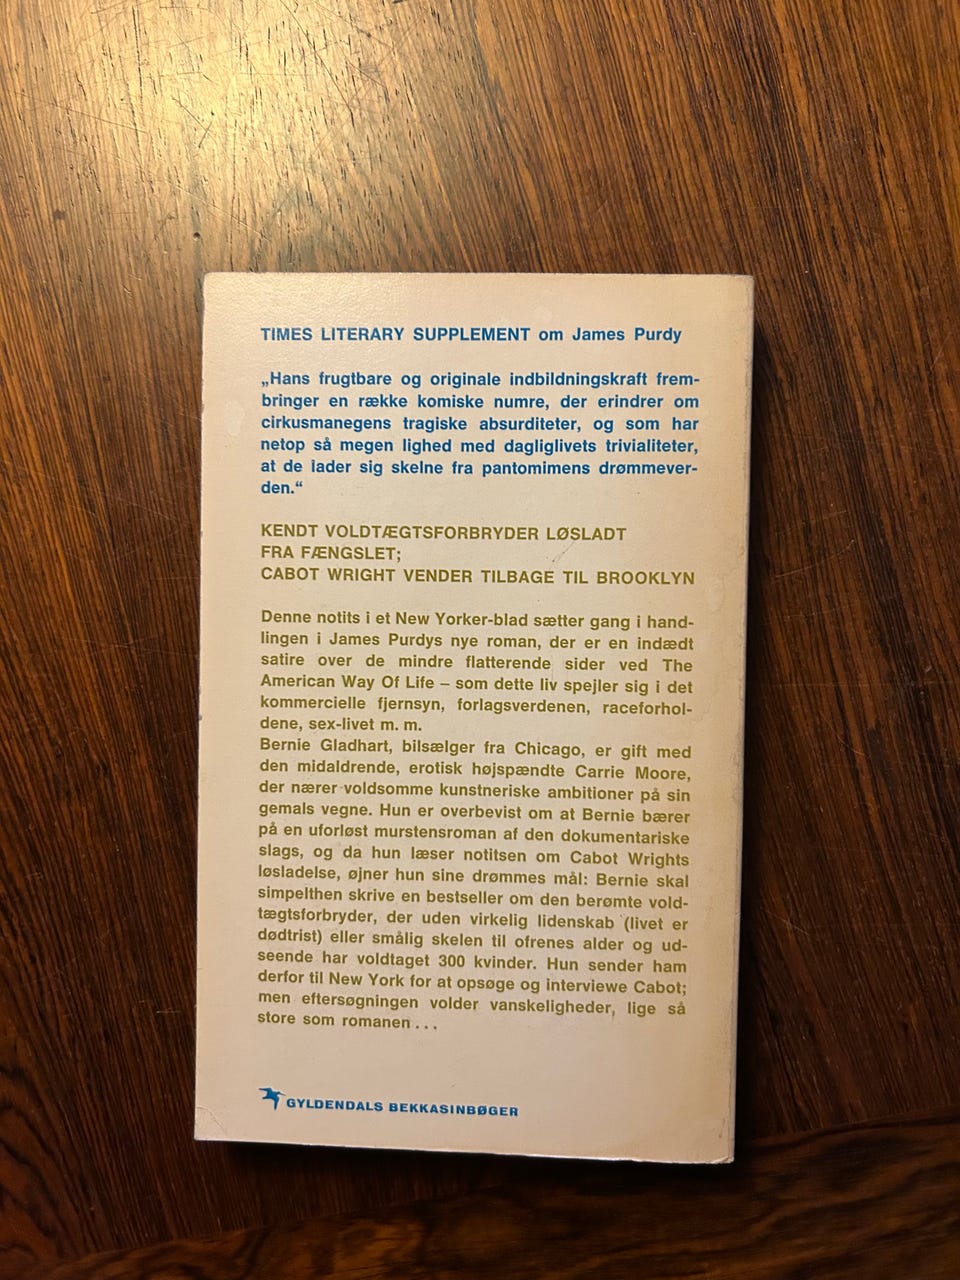 TIMES LITERARY SUPPLEMENT om James Purdy
„Hans frugtbare og originale indbildningskraft frem-
bringer en række komiske numre, der erindrer om
cirkusmanegens tragiske absurditeter, og som har
netop så megen lighed med dagliglivets trivialiteter,
at de lader sig skelne fra pantomimens drømmever-
den.“
KENDT VOLDTÆGTSFORBRYDER LØSLADT
FRA FÆNGSLET;
CABOT WRIGHT VENDER TILBAGE TIL BROOKLYN
Denne notits i et New Yorker-blad sætter gang i hand-
lingen i James Purdys nye roman, der er en indædt
satire over de mindre flatterende sider ved The
American Way Of Life – som dette liv spejler sig i det
kommercielle fjernsyn, forlagsverdenen, raceforhol-
dene, sex-livet m. m.
Bernie Gladhart, bilsælger fra Chicago, er gift med
den midaldrende, erotisk højspændte Carrie Moore,
der nærer voldsomme kunstneriske ambitioner på sin
gemals vegne. Hun er overbevist om at Bernie bærer
på en uforløst murstensroman af den dokumentariske
slags, og da hun læser notitsen om Cabot Wrights
løsladelse, øjner hun sine drømmes mål: Bernie skal
simpelthen skrive en bestseller om den berømte vold-
tægtsforbryder, der uden virkelig lidenskab (livet er
dødtrist) eller smålig skelen til ofrenes alder og ud-
seende har voldtaget 300 kvinder. Hun sender ham
derfor til New York for at opsøge og interviewe Cabot;
men eftersøgningen volder vanskeligheder, lige så
store som romanen . . .
GYLDENDALS BEKKASINBØGER